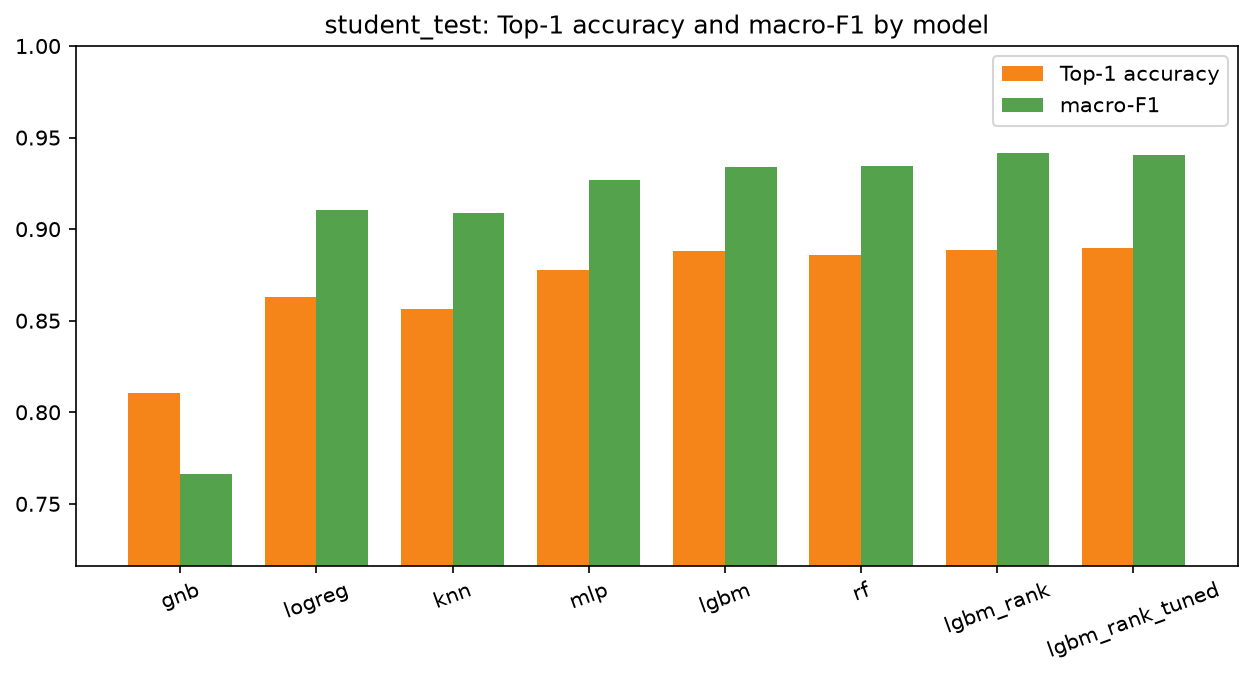 student_test: Top-1 accuracy and macro-F1 by model
1.00
0.95
0.90
0.85
0.80
0.75
Top-1 accuracy
macro-F1
gnb
logreg
knn
mlp
lgbm
rf
lgbm_rank
lgbm_rank_tuned